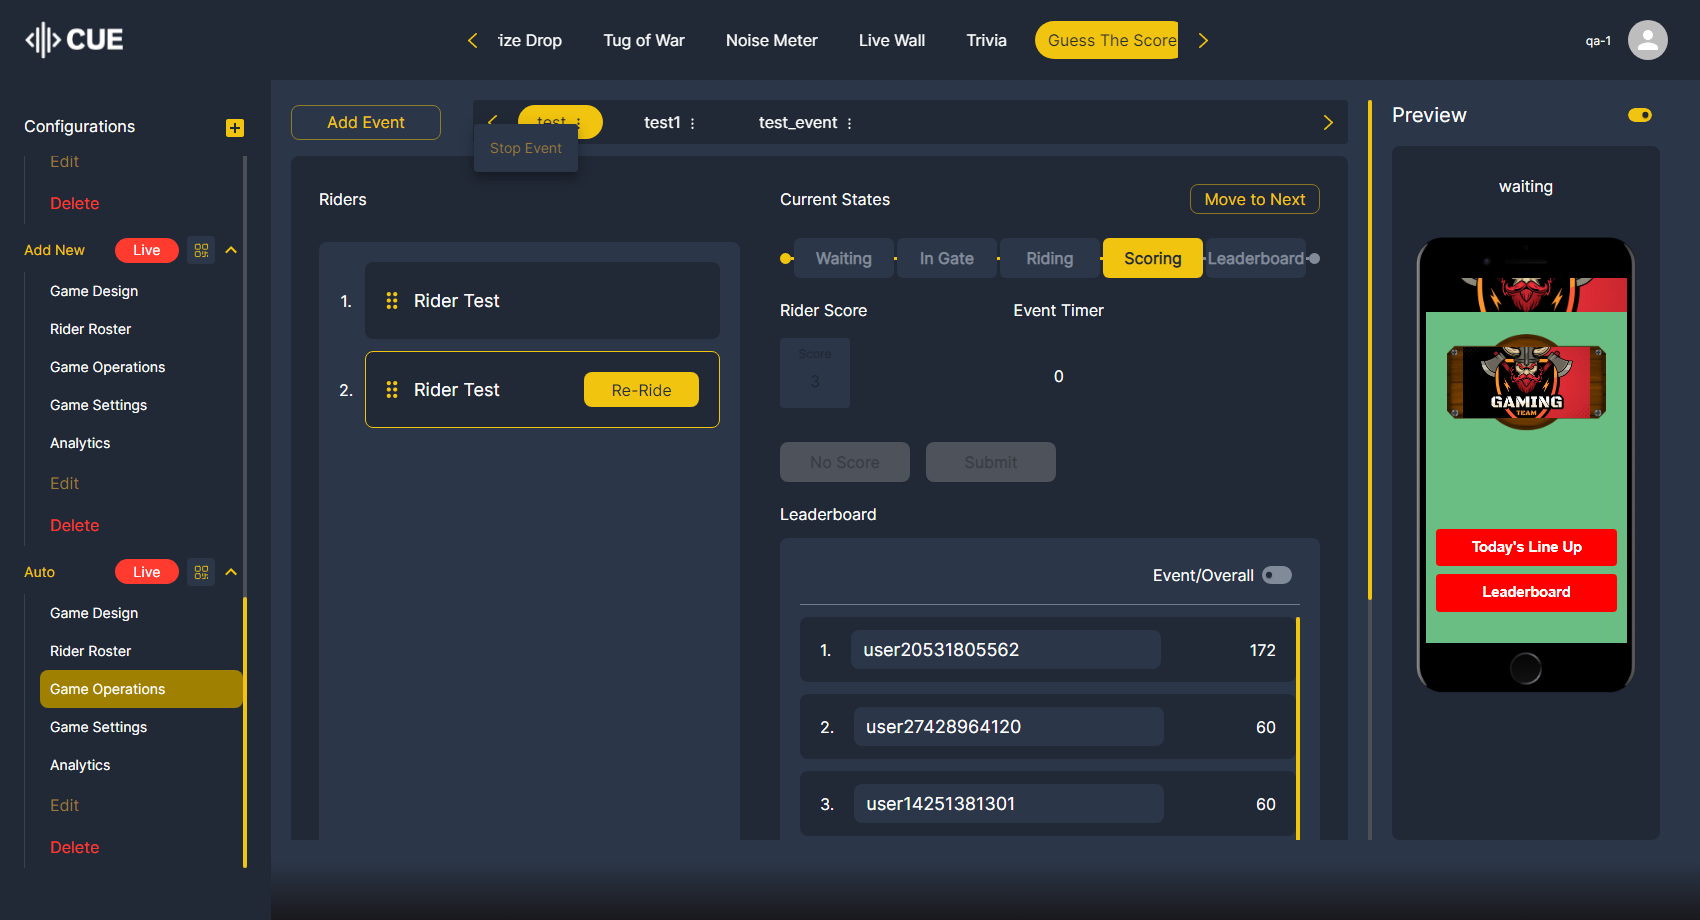 CUE
ize Drop
Tug of War
Noise Meter
Live Wall
Trivia
Guess The Score
qa-1
Configurations
Edit
Delete
Add New
Live
Game Design
Rider Roster
Game Operations
Game Settings
Analytics
Edit
Delete
Auto
Live
Game Design
Rider Roster
Game Operations
Game Settings
Analytics
Edit
Delete
Add Event
test
test1
test_event
Stop Event
Riders
1.
Rider Test
2.
Rider Test
Re-Ride
Current States
Move to Next
Waiting
In Gate
Riding
Scoring
Leaderboard
Rider Score
Event Timer
Score
3
0
No Score
Submit
Leaderboard
Event/Overall
1.
user20531805562
172
2.
user27428964120
60
3.
user14251381301
60
Preview
waiting
GAMING
TEAM
Today's Line Up
Leaderboard